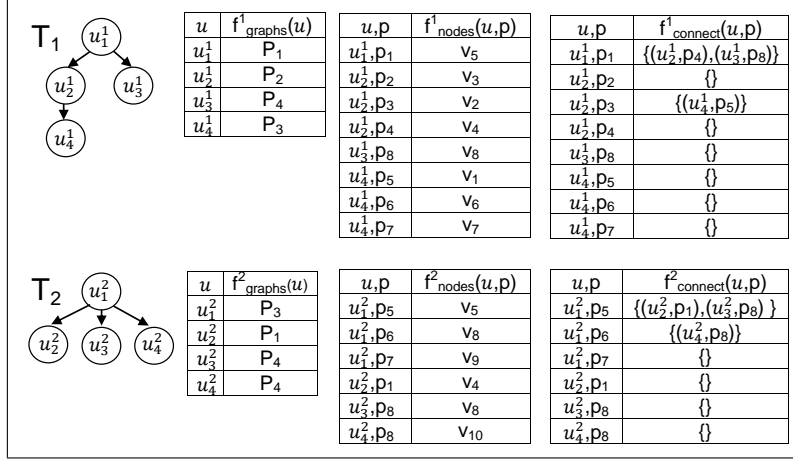 T₁
u₁¹
u₂¹ u₃¹
u₄¹
u f¹graphs(u)
u₁¹ P₁
u₂¹ P₂
u₃¹ P₄
u₄¹ P₃
u,p f¹nodes(u,p)
u₁¹,p₁ v₅
u₂¹,p₂ v₃
u₂¹,p₃ v₂
u₂¹,p₄ v₄
u₃¹,p₈ v₈
u₄¹,p₅ v₁
u₄¹,p₆ v₆
u₄¹,p₇ v₇
u,p f¹connect(u,p)
u₁¹,p₁ {(u₂¹,p₄),(u₃¹,p₈)}
u₂¹,p₂ {}
u₂¹,p₃ {(u₄¹,p₅)}
u₂¹,p₄ {}
u₃¹,p₈ {}
u₄¹,p₅ {}
u₄¹,p₆ {}
u₄¹,p₇ {}
T₂
u₁²
u₂² u₃² u₄²
u f²graphs(u)
u₁² P₃
u₂² P₁
u₃² P₄
u₄² P₄
u,p f²nodes(u,p)
u₁²,p₅ v₅
u₁²,p₆ v₈
u₁²,p₇ v₉
u₂²,p₁ v₄
u₃²,p₈ v₈
u₄²,p₈ v₁₀
u,p f²connect(u,p)
u₁²,p₅ {(u₂²,p₁),(u₃²,p₈) }
u₁²,p₆ {(u₄²,p₈)}
u₁²,p₇ {}
u₂²,p₁ {}
u₃²,p₈ {}
u₄²,p₈ {}